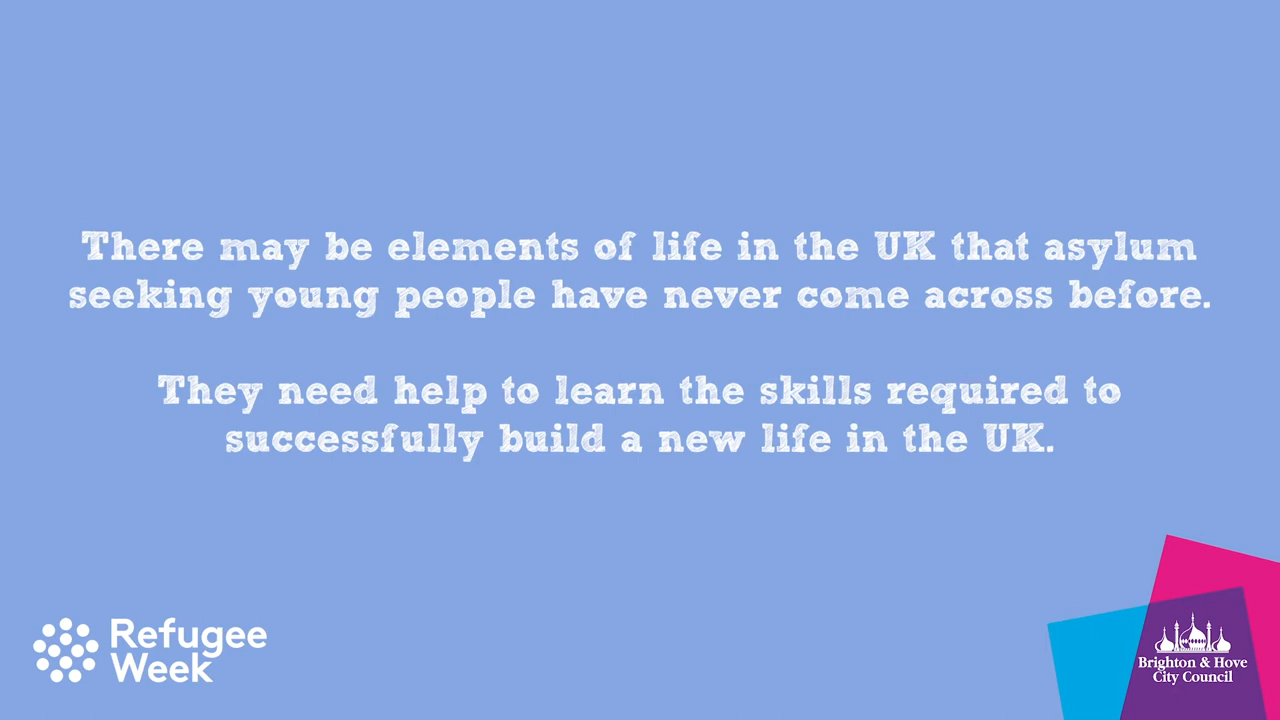 There may be elements of life in the UK that asylum
seeking young people have never come across before.
They need help to learn the skills required to
successfully build a new life in the UK.
Refugee
Week
Brighton & Hove
City Council